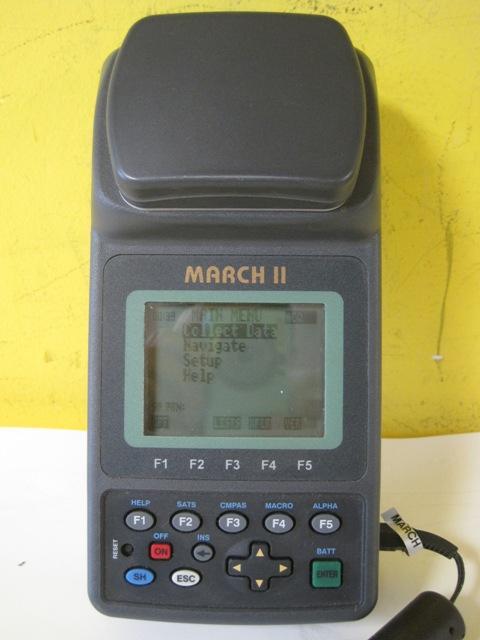 MARCH II
MAIN MENU
Collect Data
Navigate
Setup
Help
F1 F2 F3 F4 F5
HELP SATS CMPAS MACRO ALPHA
F1 F2 F3 F4 F5
OFF INS BATT
RESET ON
SH ESC ENTER
MARCH